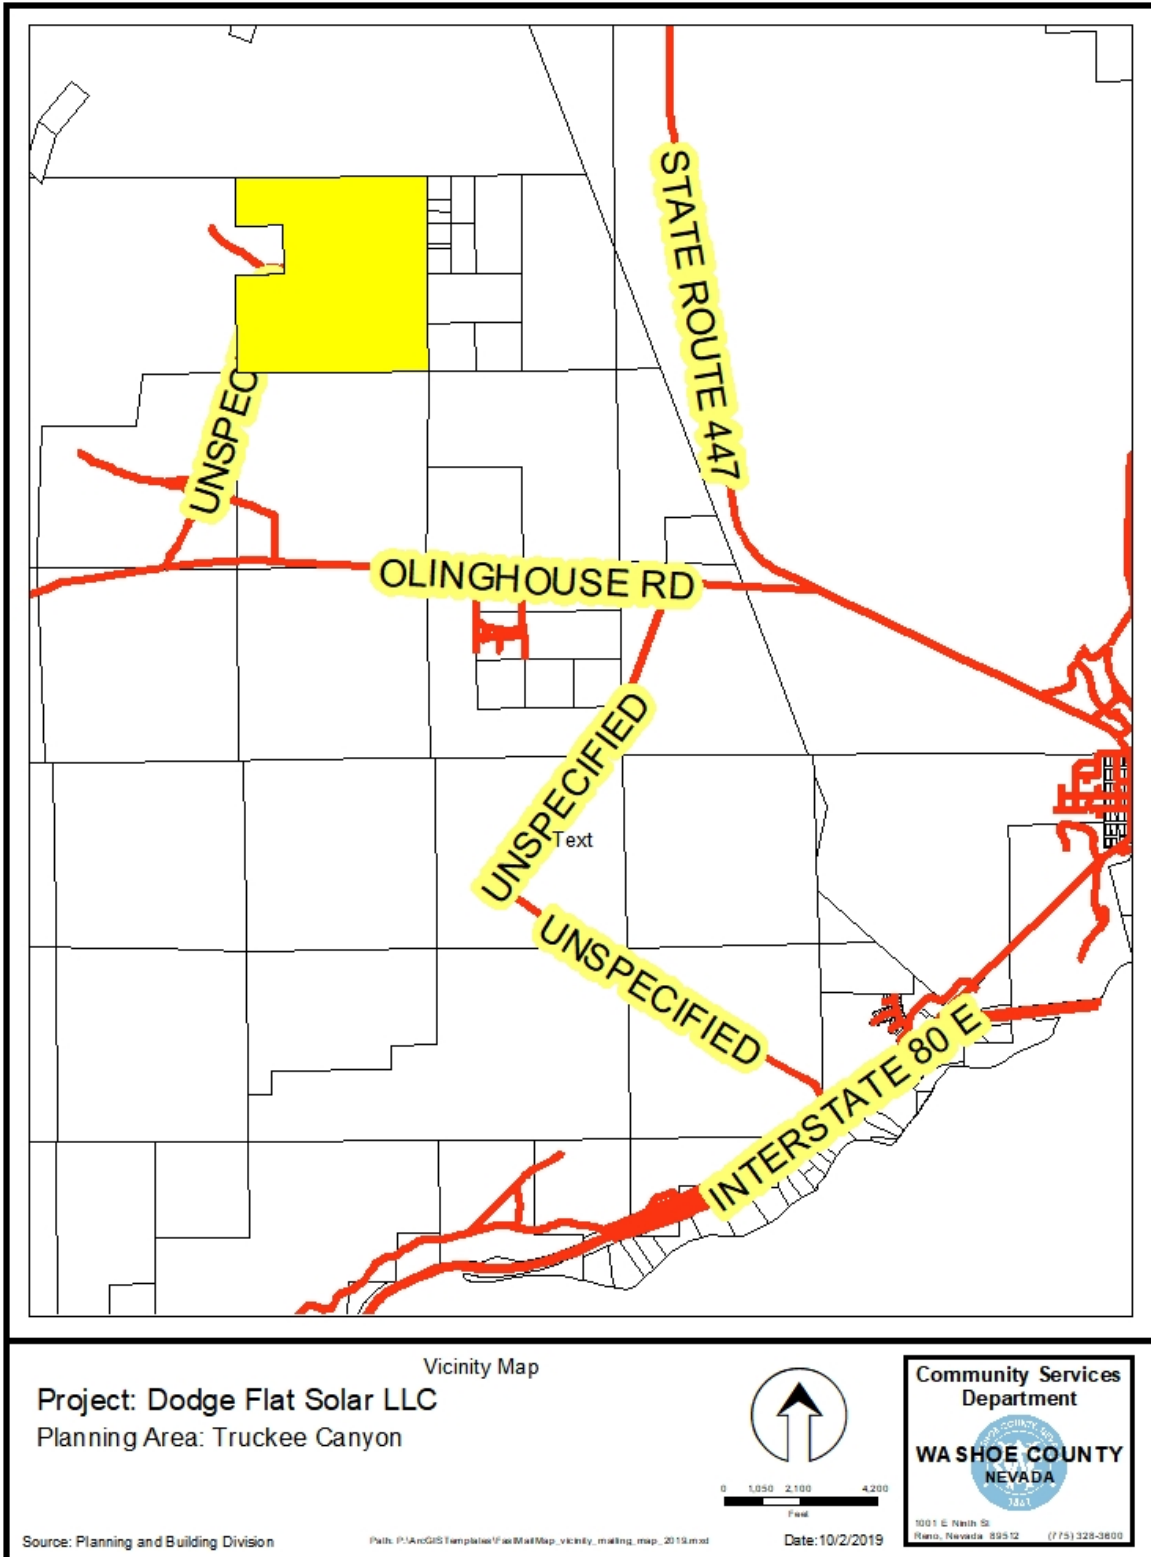 STATE ROUTE 447
UNSPEC
OLINGHOUSE RD
UNSPECIFIED
Text
UNSPECIFIED
INTERSTATE 80 E
Vicinity Map
Project: Dodge Flat Solar LLC
Planning Area: Truckee Canyon
0 1,050 2,100 4,200
Feet
Community Services
Department
WASHOE COUNTY
NEVADA
1861
1001 E Ninth St
Reno, Nevada 89512 (775) 328-3600
Source: Planning and Building Division
Date:10/2/2019